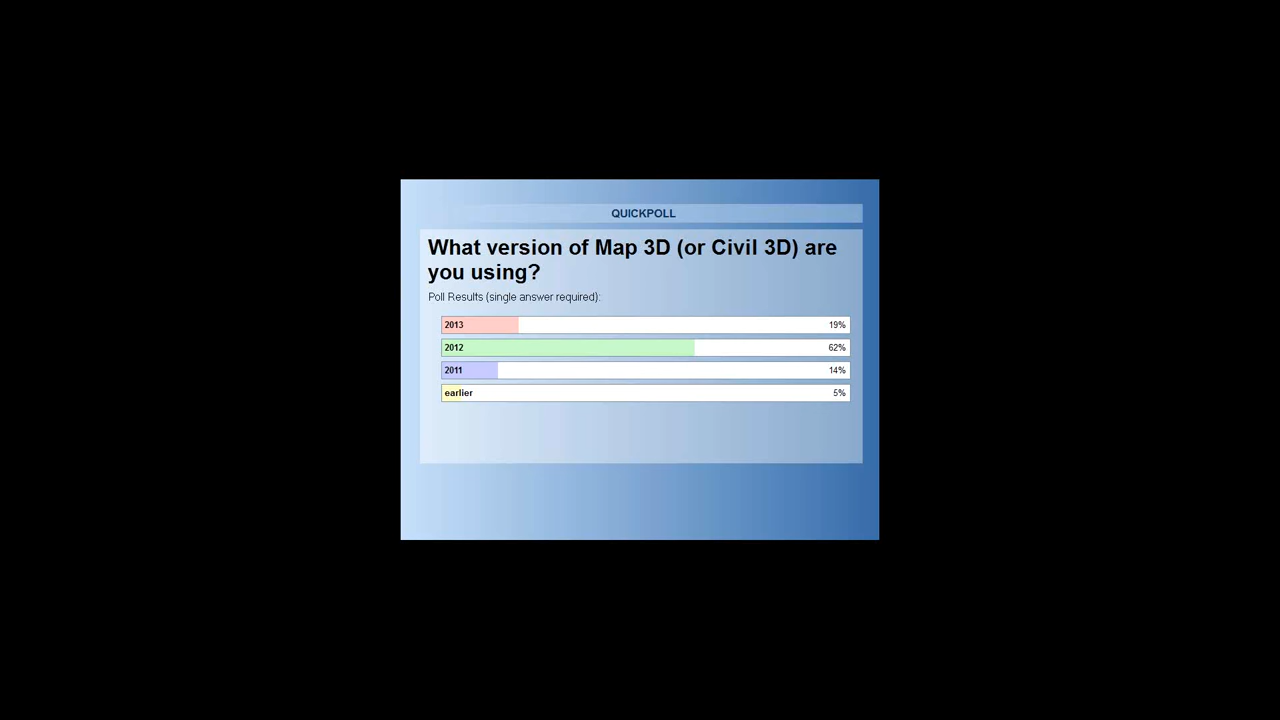 QUICKPOLL
What version of Map 3D (or Civil 3D) are
you using?
Poll Results (single answer required):
2013 19%
2012 62%
2011 14%
earlier 5%